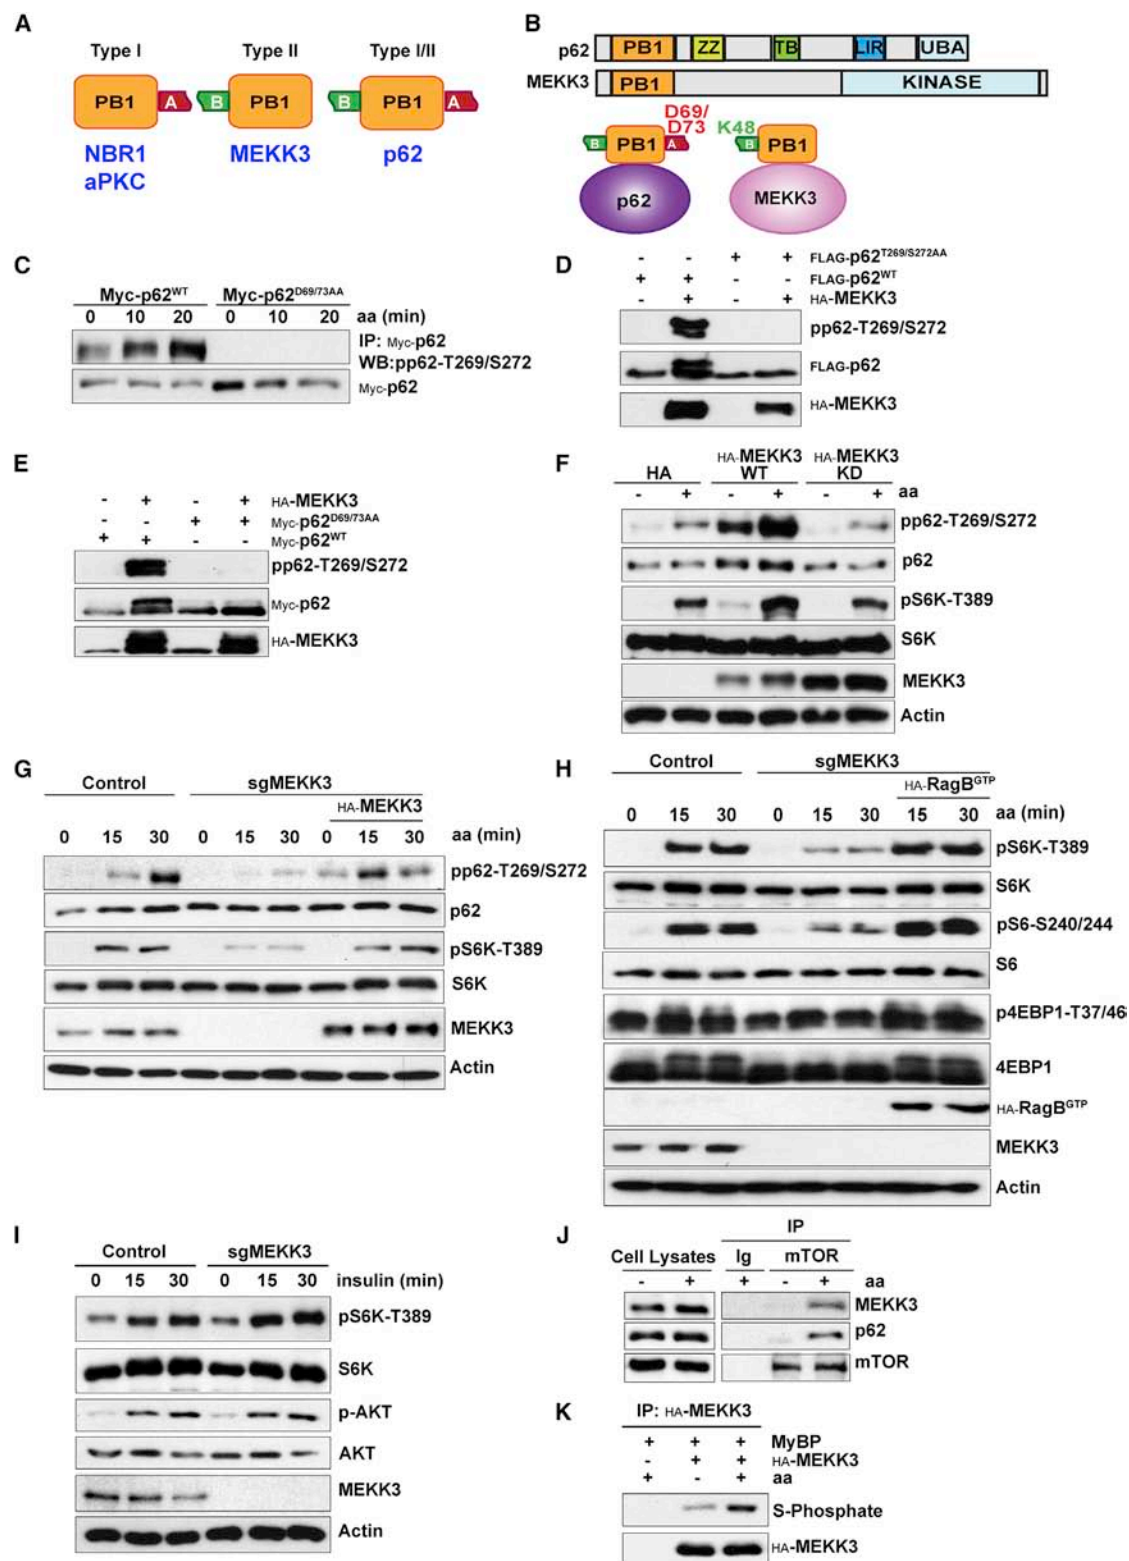 A
Type I Type II Type I/II
PB1 A B PB1 B PB1 A
NBR1 MEKK3 p62
aPKC
B
p62 PB1 ZZ TB LIR UBA
MEKK3 PB1 KINASE
D69/
D73 K48
B PB1 A B PB1
p62 MEKK3
C
Myc-p62WT Myc-p62D69/73AA
0 10 20 0 10 20 aa (min)
IP: Myc-p62
WB:pp62-T269/S272
Myc-p62
D
- - + + FLAG-p62T269/S272AA
+ + - - FLAG-p62WT
- + - + HA-MEKK3
pp62-T269/S272
FLAG-p62
HA-MEKK3
E
- + - + HA-MEKK3
- - + + Myc-p62D69/73AA
+ + - - Myc-p62WT
pp62-T269/S272
Myc-p62
HA-MEKK3
F
HA-MEKK3 HA-MEKK3
HA WT KD
- + - + - + aa
pp62-T269/S272
p62
pS6K-T389
S6K
MEKK3
Actin
G
Control sgMEKK3
HA-MEKK3
0 15 30 0 15 30 0 15 30 aa (min)
pp62-T269/S272
p62
pS6K-T389
S6K
MEKK3
Actin
H
Control sgMEKK3
HA-RagBGTP
0 15 30 0 15 30 15 30 aa (min)
pS6K-T389
S6K
pS6-S240/244
S6
p4EBP1-T37/46
4EBP1
HA-RagBGTP
MEKK3
Actin
I
Control sgMEKK3
0 15 30 0 15 30 insulin (min)
pS6K-T389
S6K
p-AKT
AKT
MEKK3
Actin
J
IP
Cell Lysates Ig mTOR
- + + - + aa
MEKK3
p62
mTOR
K
IP: HA-MEKK3
+ + + MyBP
- + + HA-MEKK3
+ - + aa
S-Phosphate
HA-MEKK3